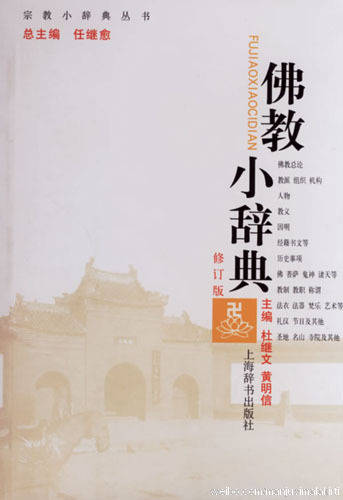 宗教小辞典丛书
总主编 任继愈
佛教小辞典
FUJIAOXIAOCIDIAN
修订版
佛教总论
教派 组织 机构
人物
教义
因明
经籍书文等
历史事项
佛 菩萨 鬼神 诸天等
教制 教职 称谓
法衣 法器 梵乐 艺术等
礼仪 节日及其他
圣地 名山 寺院及其他
主编 杜继文 黄明信
上海辞书出版社